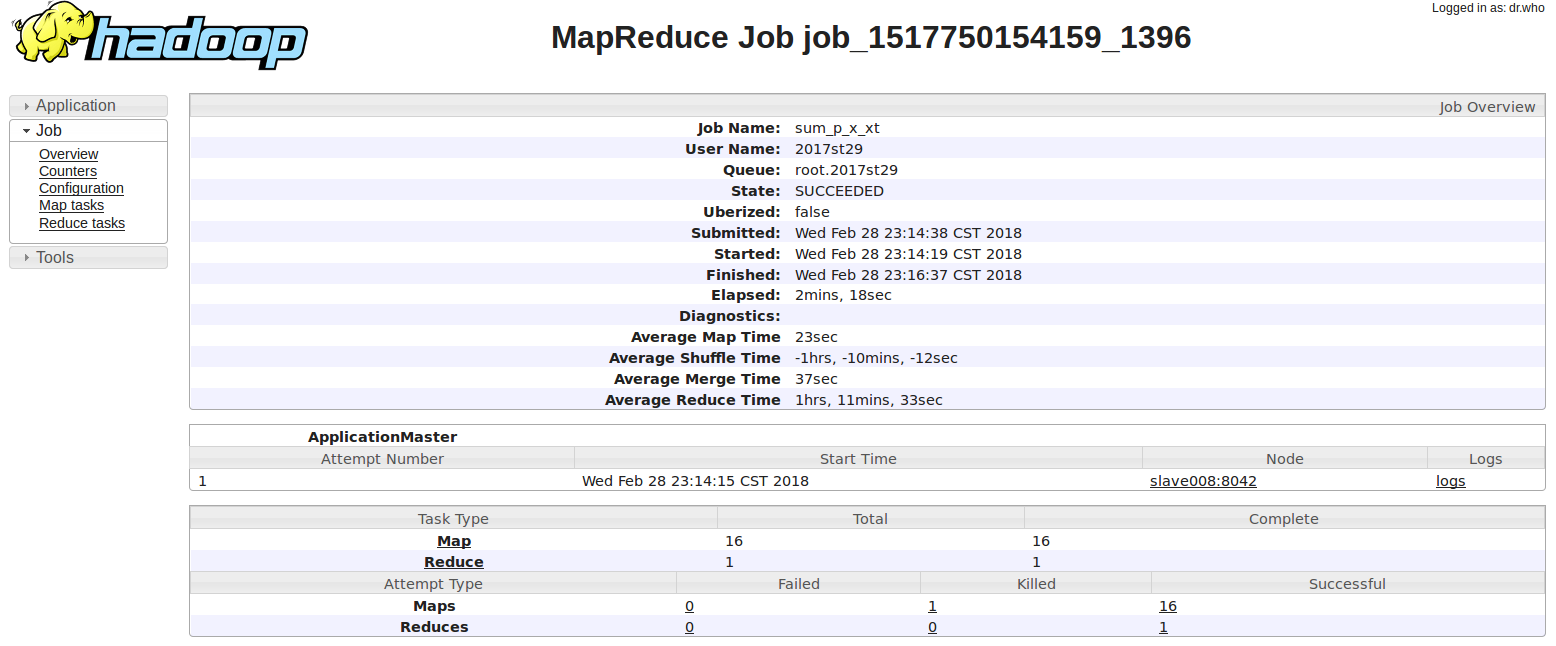 Logged in as: dr.who
hadoop
MapReduce Job job_1517750154159_1396
Application
Job
Overview
Counters
Configuration
Map tasks
Reduce tasks
Tools
Job Overview
Job Name: sum_p_x_xt
User Name: 2017st29
Queue: root.2017st29
State: SUCCEEDED
Uberized: false
Submitted: Wed Feb 28 23:14:38 CST 2018
Started: Wed Feb 28 23:14:19 CST 2018
Finished: Wed Feb 28 23:16:37 CST 2018
Elapsed: 2mins, 18sec
Diagnostics:
Average Map Time 23sec
Average Shuffle Time -1hrs, -10mins, -12sec
Average Merge Time 37sec
Average Reduce Time 1hrs, 11mins, 33sec
ApplicationMaster
Attempt Number Start Time Node Logs
1 Wed Feb 28 23:14:15 CST 2018 slave008:8042 logs
Task Type Total Complete
Map 16 16
Reduce 1 1
Attempt Type Failed Killed Successful
Maps 0 1 16
Reduces 0 0 1